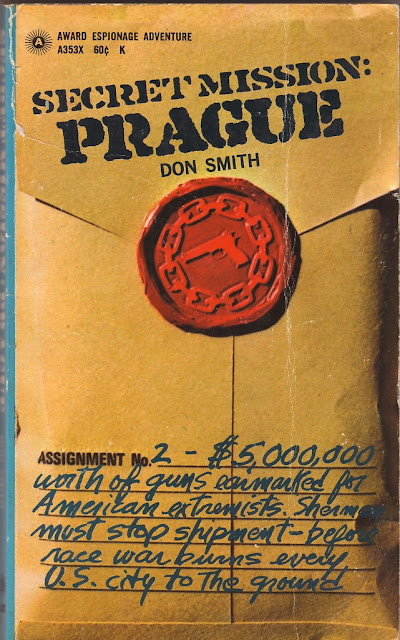 A AWARD ESPIONAGE ADVENTURE
A353X 60¢ K
SECRET MISSION:
PRAGUE
DON SMITH
ASSIGNMENT No. 2 - $5,000,000
worth of guns earmarked for
American extremists. Sherman
must stop shipment - before
race war burns every
U.S. city to the ground